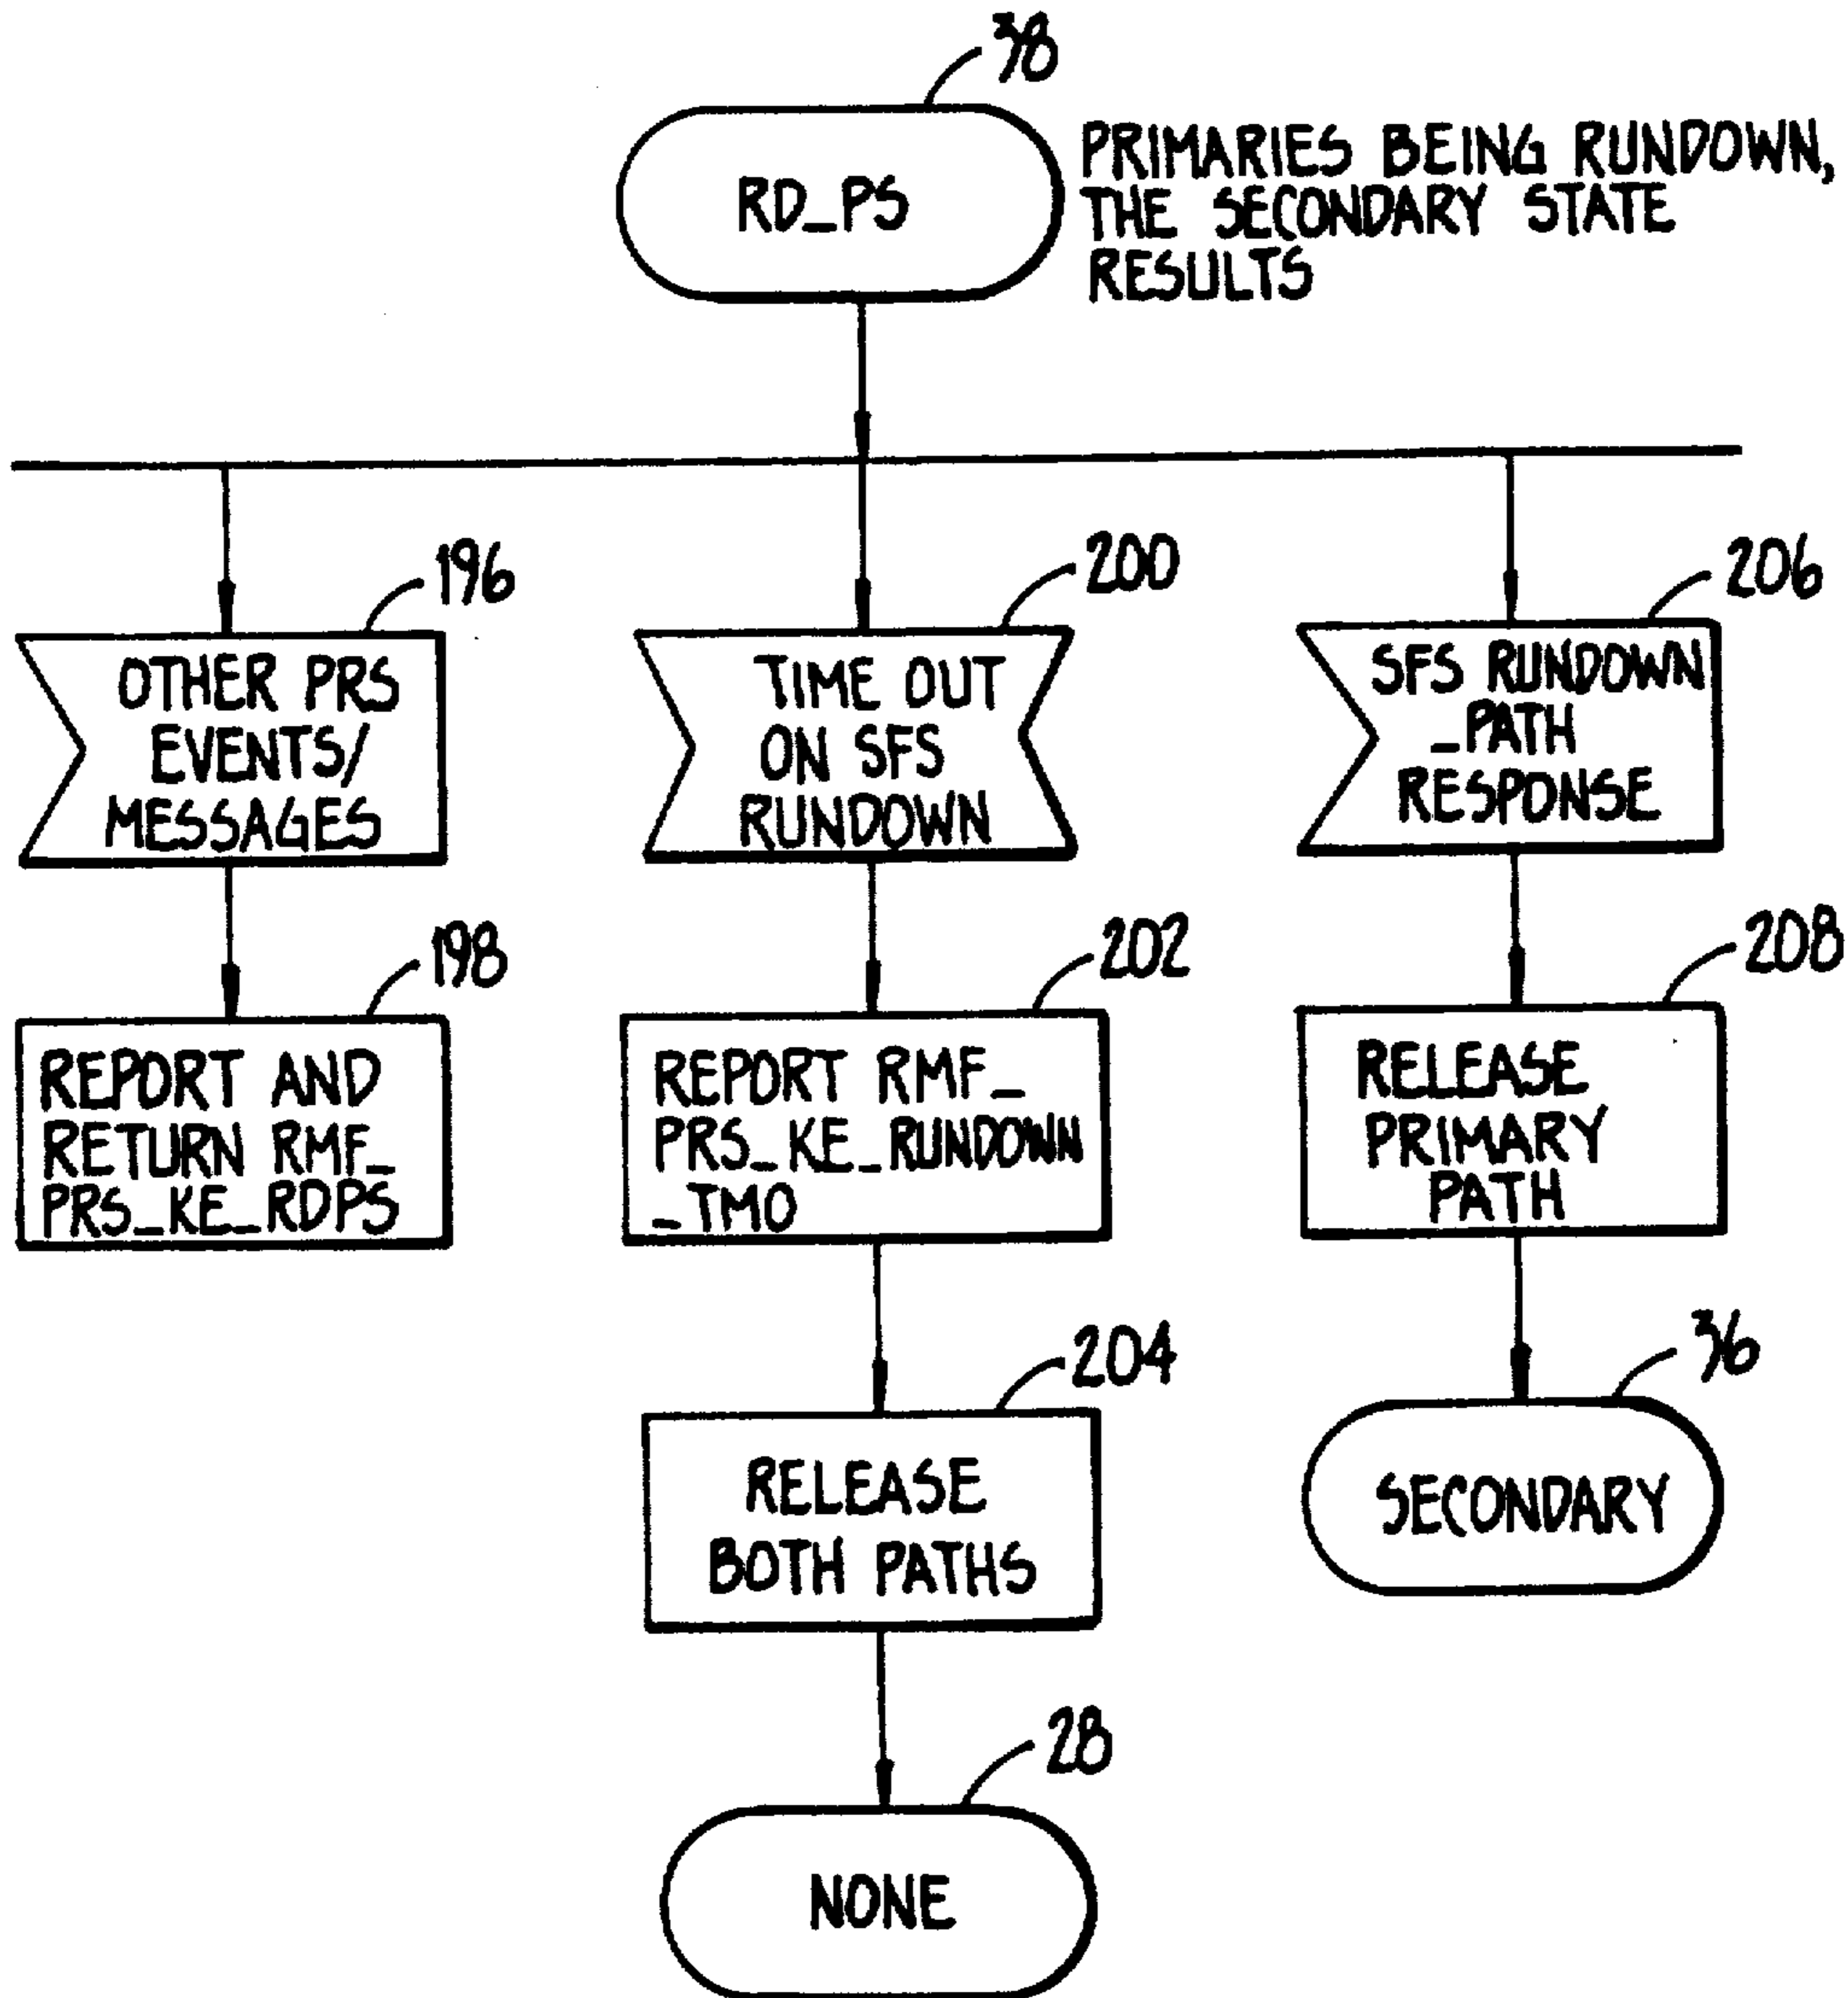 38
RD_PS
PRIMARIES BEING RUNDOWN,
THE SECONDARY STATE
RESULTS
196
OTHER PRS
EVENTS/
MESSAGES
200
TIME OUT
ON SFS
RUNDOWN
206
SFS RUNDOWN
_PATH
RESPONSE
198
REPORT AND
RETURN RMF_
PRS_KE_RDPS
202
REPORT RMF_
PRS_KE_RUNDOWN
_TMO
208
RELEASE
PRIMARY
PATH
204
RELEASE
BOTH PATHS
36
SECONDARY
28
NONE